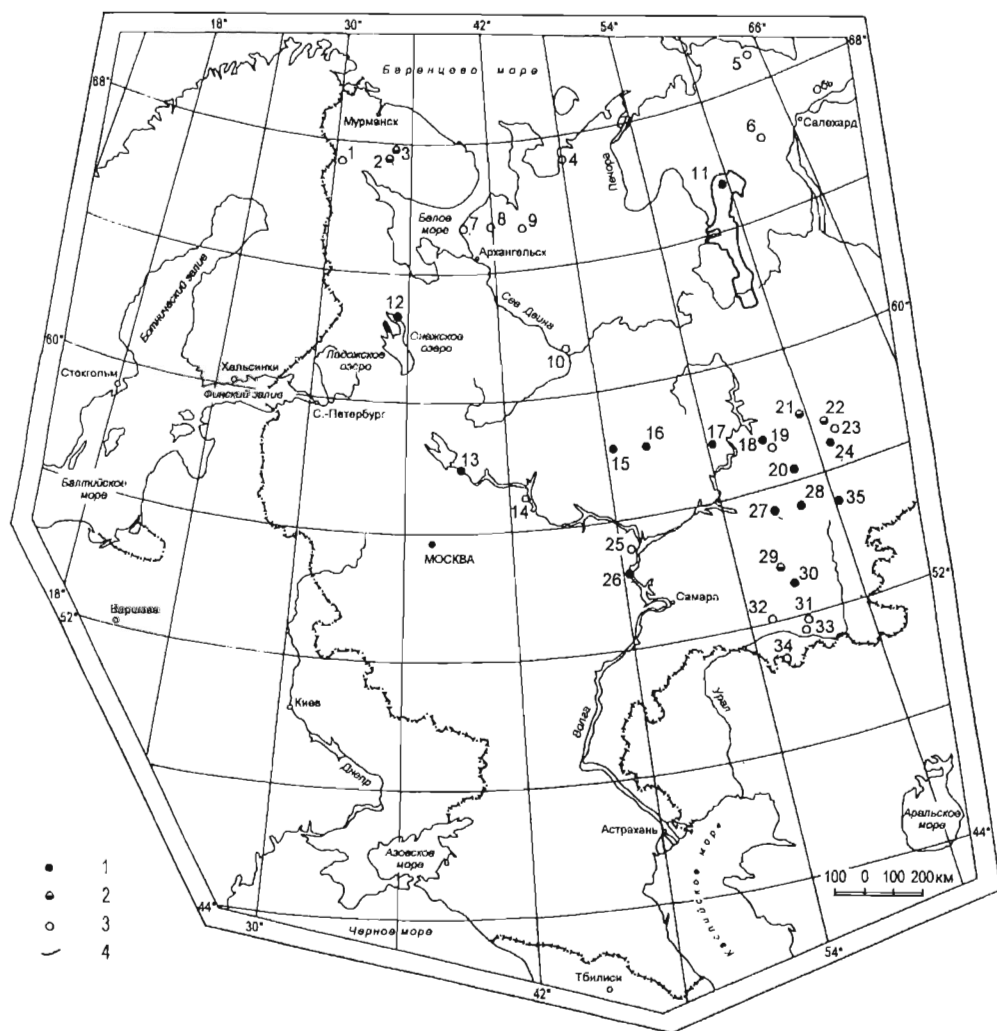 18°
30°
42°
54°
66°
68°
68°
Баренцово море
5
Обь
Салехард
Мурманск
6
1
2
3
4
Печора
11
Белое
море
7
8
9
Архангельск
Ботнический залив
12
Онежское
озеро
Сев Двина
60°
60°
Ладожское
озеро
10
Стокгольм
Хельсинки
Финский залив
С.-Петербург
21
22
23
15
16
17
18
19
24
20
Балтийское
море
13
14
27
28
35
МОСКВА
25
26
29
30
52°
18°
52°
Варшава
Самара
32
31
33
34
Киев
Волга
Урал
Днепр
Аральское
море
Астрахань
44°
Азовское
море
Каспийское море
100 0 100 200 км
1
2
3
4
44°
30°
Черное море
Тбилиси
42°
54°